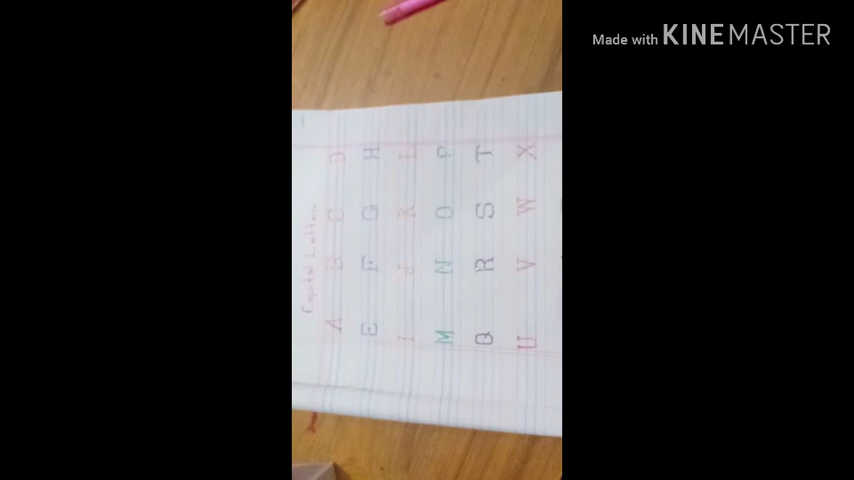 Made with KINEMASTER
Capital Letters
A B C D
E F G H
I J K L
M N O P
Q R S T
U V W X